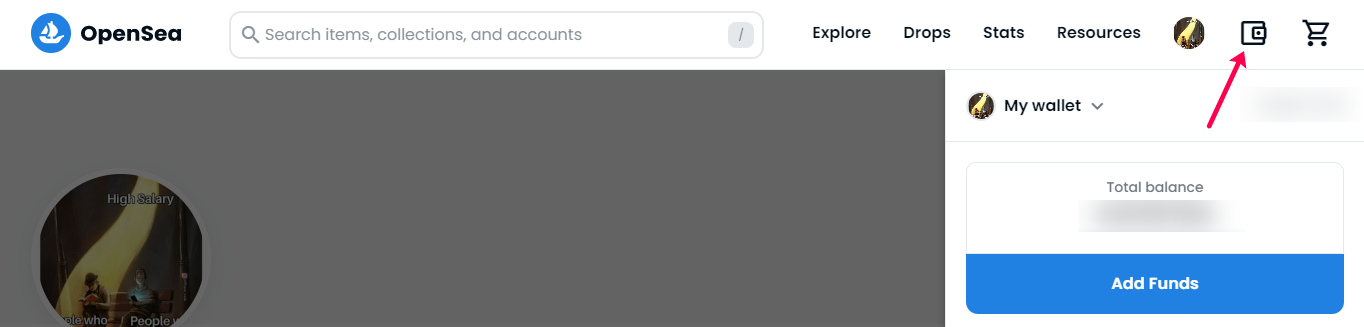 OpenSea
Search items, collections, and accounts
/
Explore
Drops
Stats
Resources
My wallet
Total balance
Add Funds
High Salary
ple who
People w